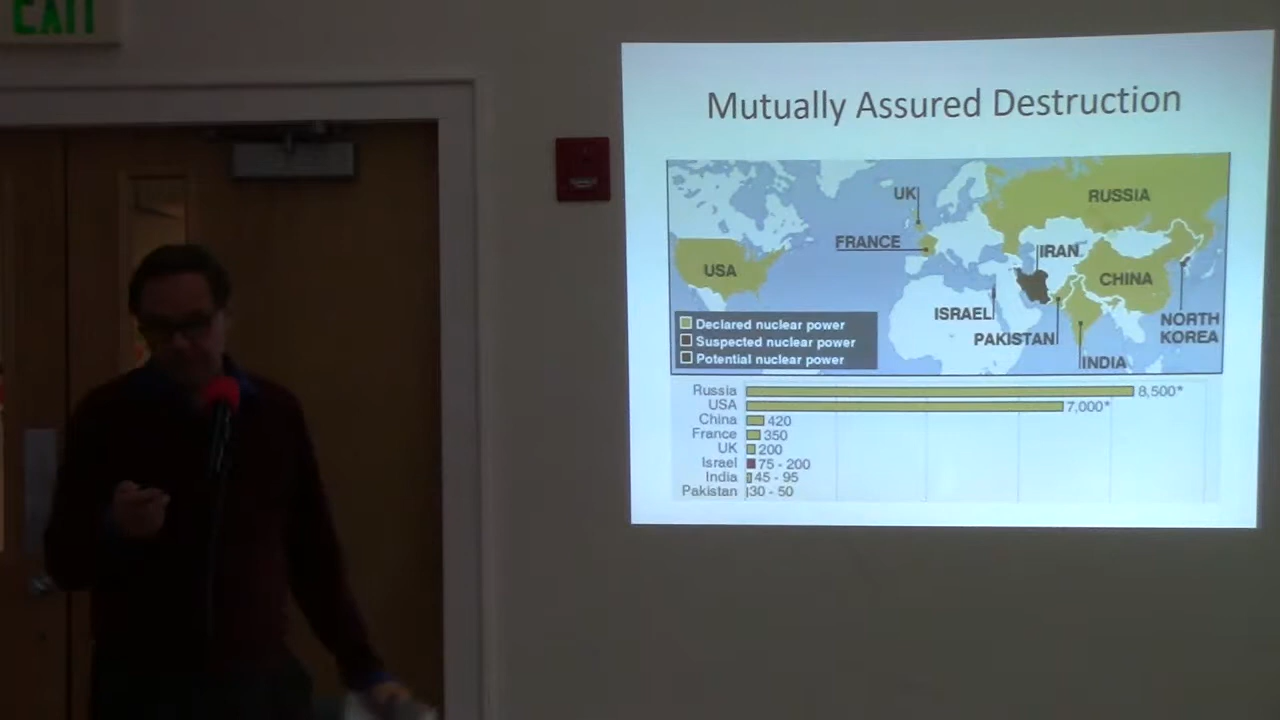 EXIT
Mutually Assured Destruction
UK
RUSSIA
FRANCE
IRAN
USA
CHINA
ISRAEL
PAKISTAN
NORTH
KOREA
INDIA
Declared nuclear power
Suspected nuclear power
Potential nuclear power
Russia 8,500*
USA 7,000*
China 420
France 350
UK 200
Israel 75 - 200
India 45 - 95
Pakistan 30 - 50